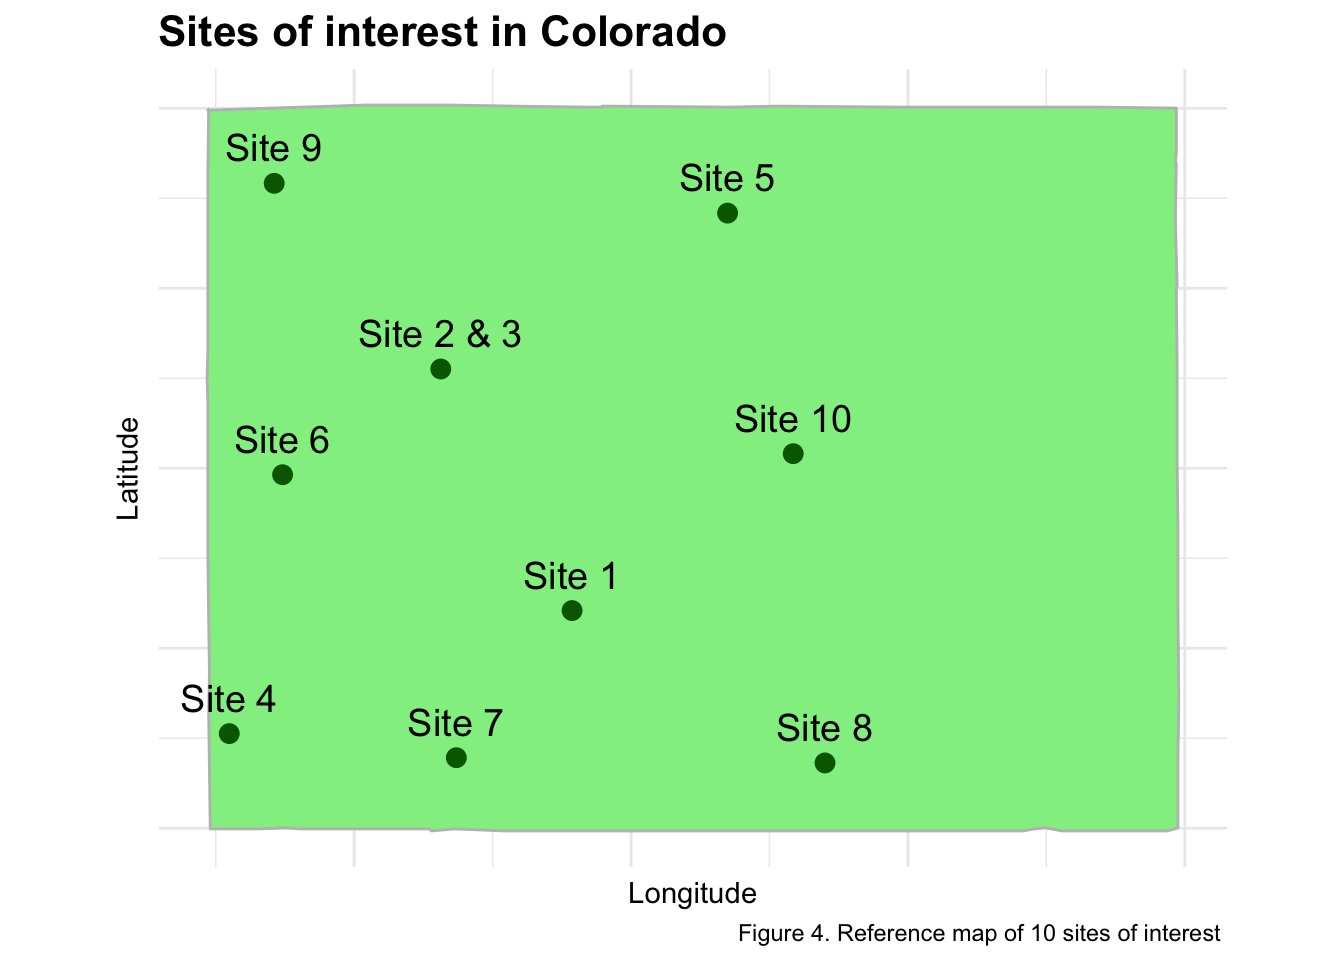 Sites of interest in Colorado
Site 9
Site 5
Site 2 & 3
Site 10
Site 6
Site 1
Site 4
Site 7
Site 8
Latitude
Longitude
Figure 4. Reference map of 10 sites of interest